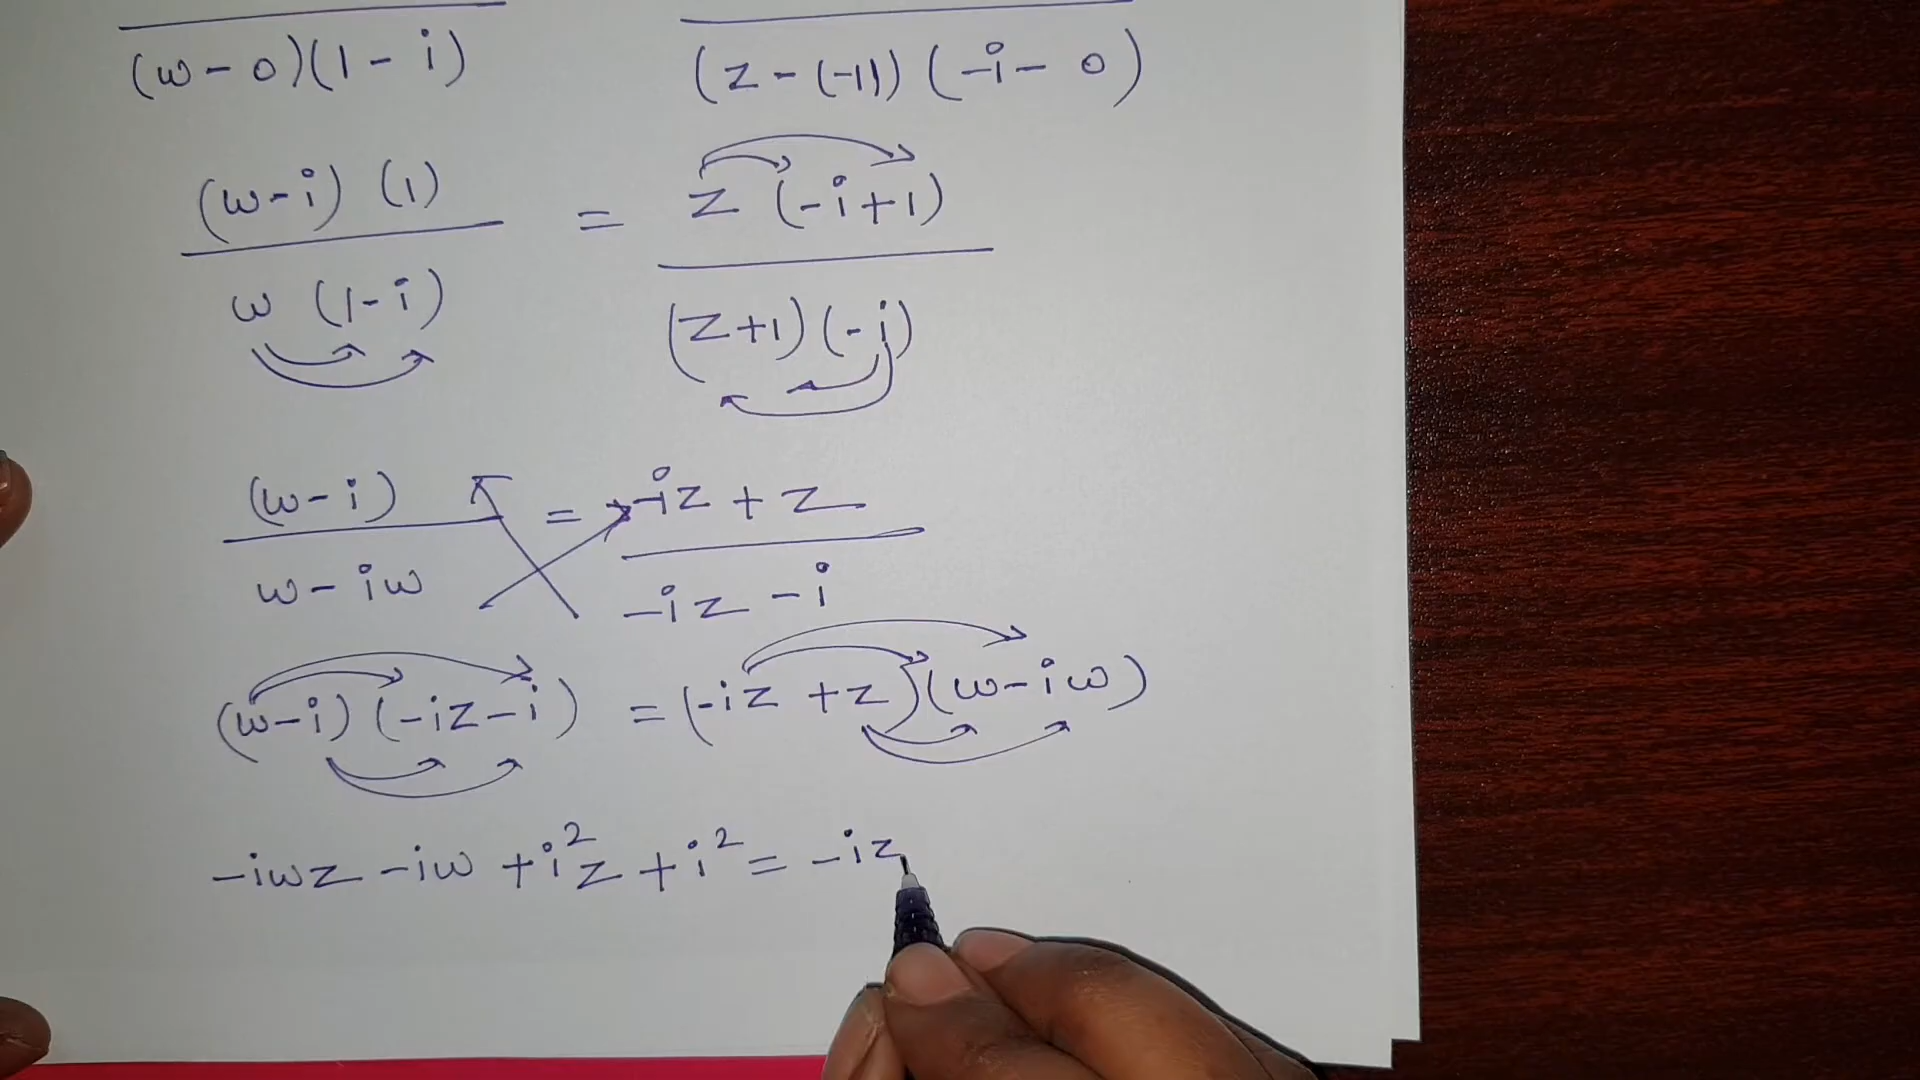 (w-0)(1-i) (z-(-1))(-i-0)
(w-i) (1) = z (-i+1)
w (1-i) (z+1)(-i)
(w-i) = -iz + z
w-iw -iz -i
(w-i)(-iz-i) = (-iz +z)(w-iw)
-iwz -iw +i²z +i² = -iz